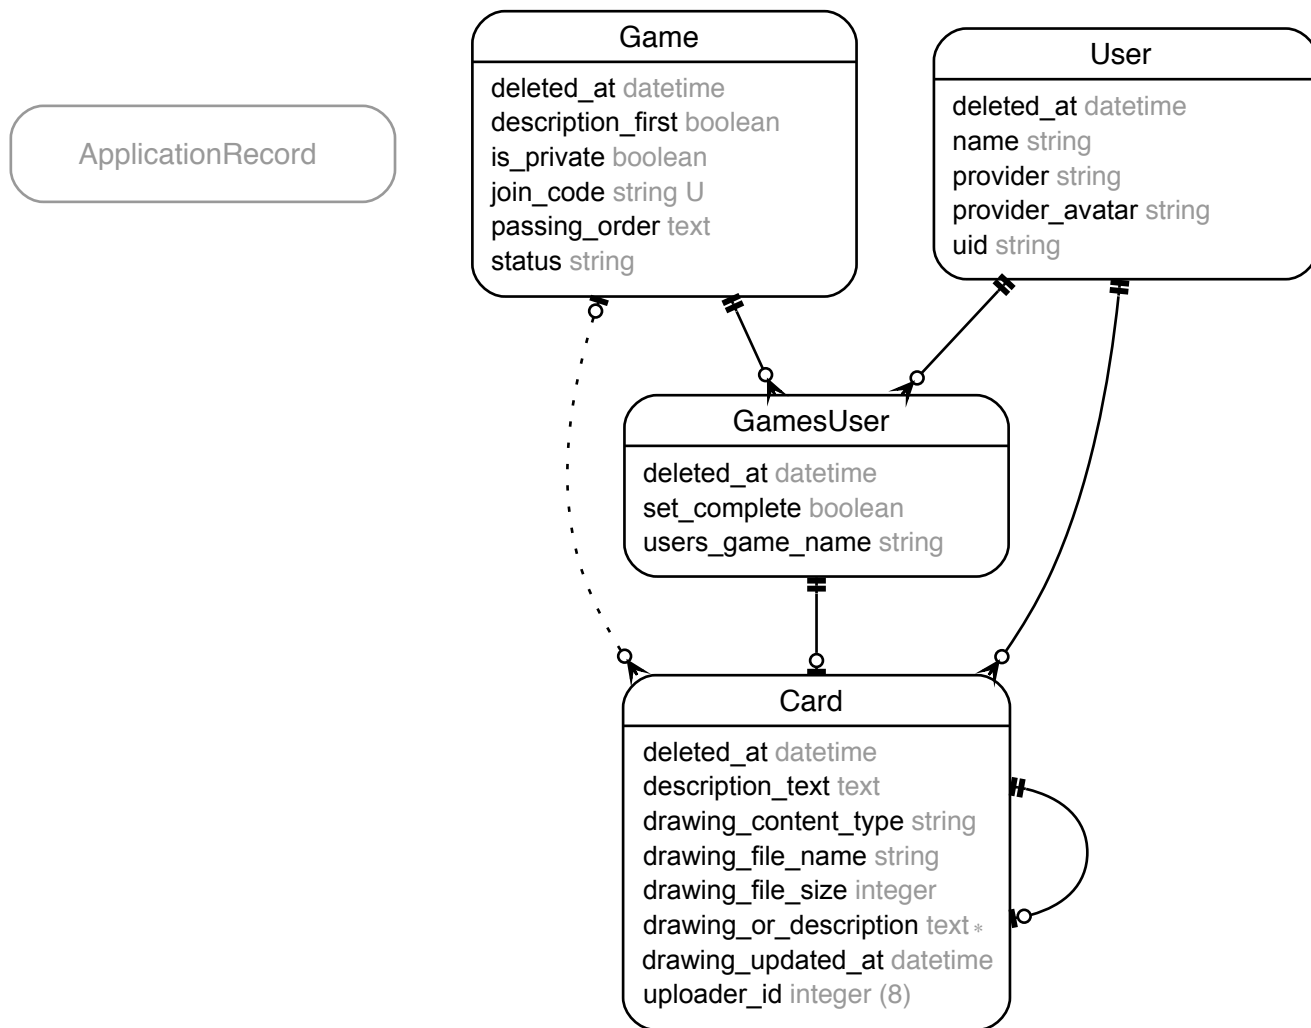 ApplicationRecord
Game
deleted_at datetime
description_first boolean
is_private boolean
join_code string U
passing_order text
status string
User
deleted_at datetime
name string
provider string
provider_avatar string
uid string
GamesUser
deleted_at datetime
set_complete boolean
users_game_name string
Card
deleted_at datetime
description_text text
drawing_content_type string
drawing_file_name string
drawing_file_size integer
drawing_or_description text *
drawing_updated_at datetime
uploader_id integer (8)